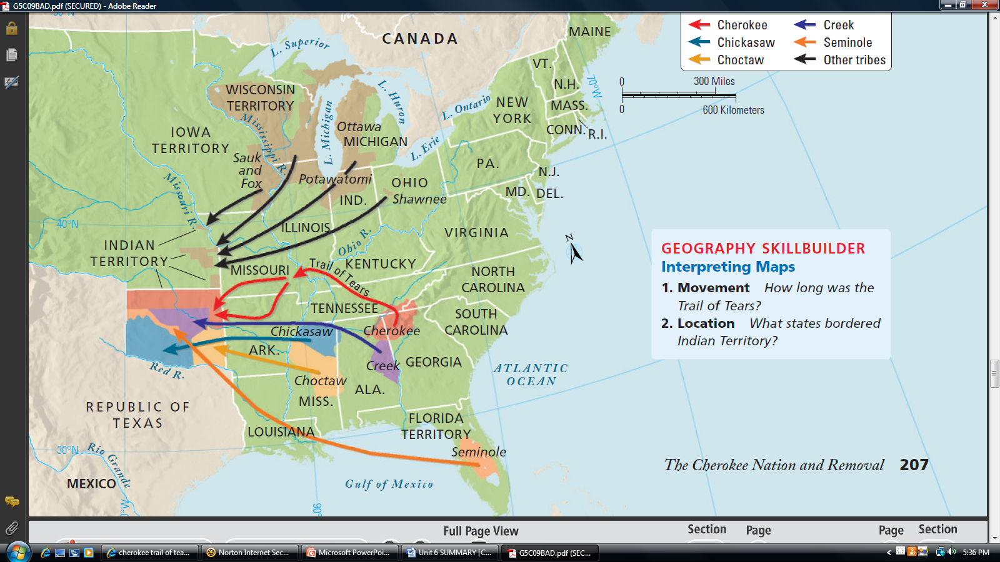 G5C09BAD.pdf (SECURED) - Adobe Reader
Cherokee
Chickasaw
Choctaw
Creek
Seminole
Other tribes
0 300 Miles
0 600 Kilometers
CANADA
MAINE
L. Superior
VT.
N.H.
70°W
WISCONSIN
TERRITORY
L. Huron
L. Ontario
NEW
YORK
MASS.
CONN.
R.I.
Mississippi R.
L. Michigan
Ottawa
MICHIGAN
IOWA
TERRITORY
L. Erie
Sauk
and
Fox
PA.
N.J.
Missouri R.
Potawatomi
OHIO
Shawnee
IND.
MD.
DEL.
40°N
ILLINOIS
INDIAN
TERRITORY
Ohio R.
VIRGINIA
MISSOURI
Trail of Tears
KENTUCKY
NORTH
CAROLINA
TENNESSEE
SOUTH
CAROLINA
Chickasaw
Cherokee
ARK.
Creek
GEORGIA
Red R.
Choctaw
ALA.
MISS.
ATLANTIC
OCEAN
REPUBLIC OF
TEXAS
LOUISIANA
FLORIDA
TERRITORY
Seminole
30°N
Rio Grande
MEXICO
Gulf of Mexico
90°
W
N
GEOGRAPHY SKILLBUILDER
Interpreting Maps
1. Movement How long was the
Trail of Tears?
2. Location What states bordered
Indian Territory?
The Cherokee Nation and Removal 207
Full Page View
Section Page
Page Section
cherokee trail of tea...
Norton Internet Sec...
Microsoft PowerPoi...
Unit 6 SUMMARY [C...
G5C09BAD.pdf (SEC...
5:36 PM